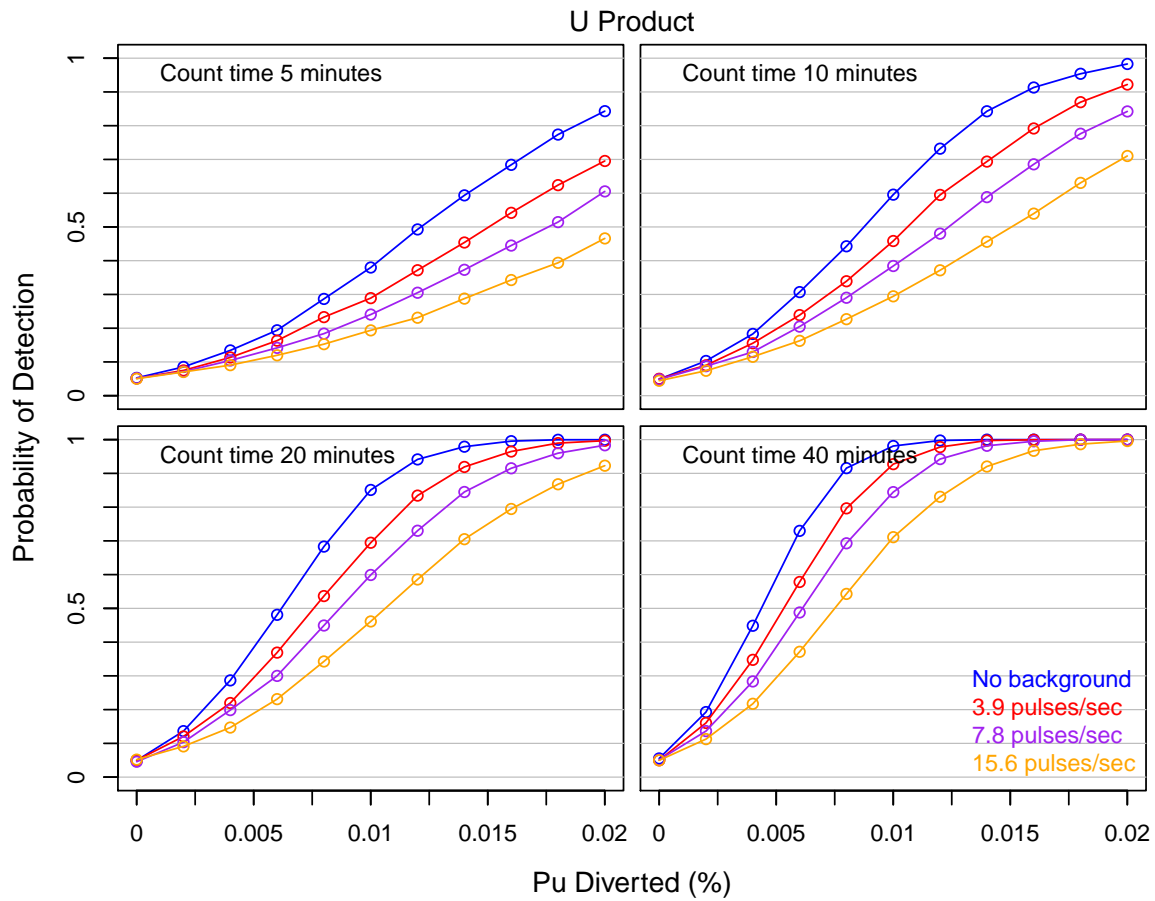 U Product
Count time 5 minutes
Count time 10 minutes
1
0.5
0
Probability of Detection
Count time 20 minutes
Count time 40 minutes
1
0.5
0
No background
3.9 pulses/sec
7.8 pulses/sec
15.6 pulses/sec
0 0.005 0.01 0.015 0.02
0 0.005 0.01 0.015 0.02
Pu Diverted (%)